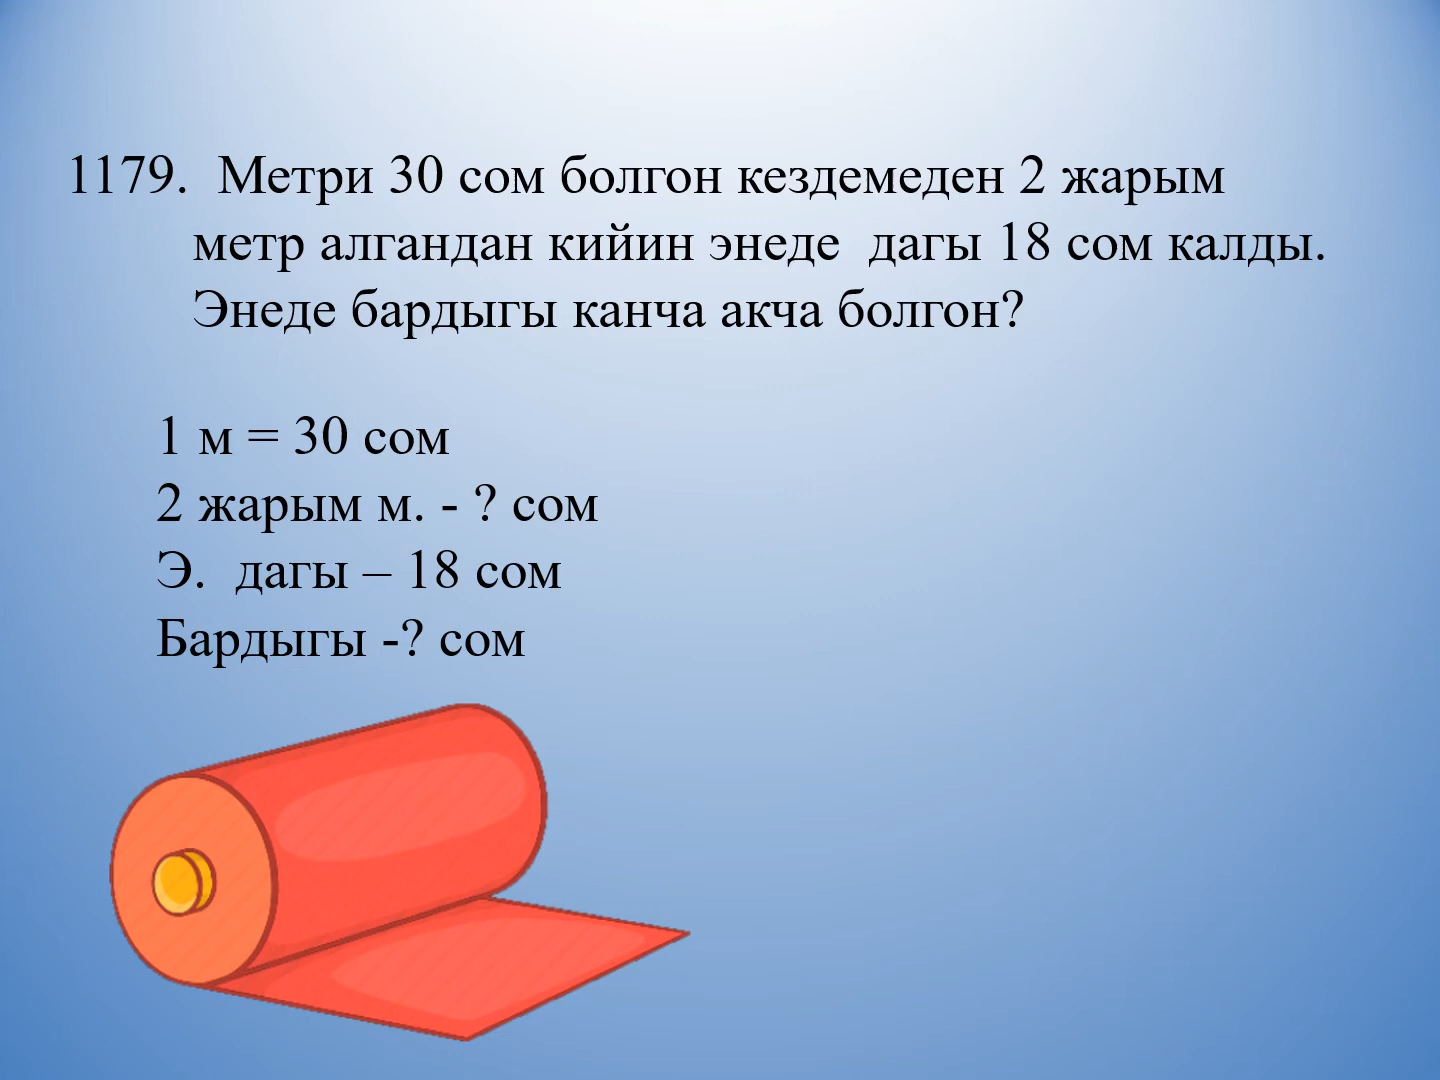 1179. Метри 30 сом болгон кездемеден 2 жарым
метр алгандан кийин энеде дагы 18 сом калды.
Энеде бардыгы канча акча болгон?
1 м = 30 сом
2 жарым м. - ? сом
Э. дагы – 18 сом
Бардыгы -? сом